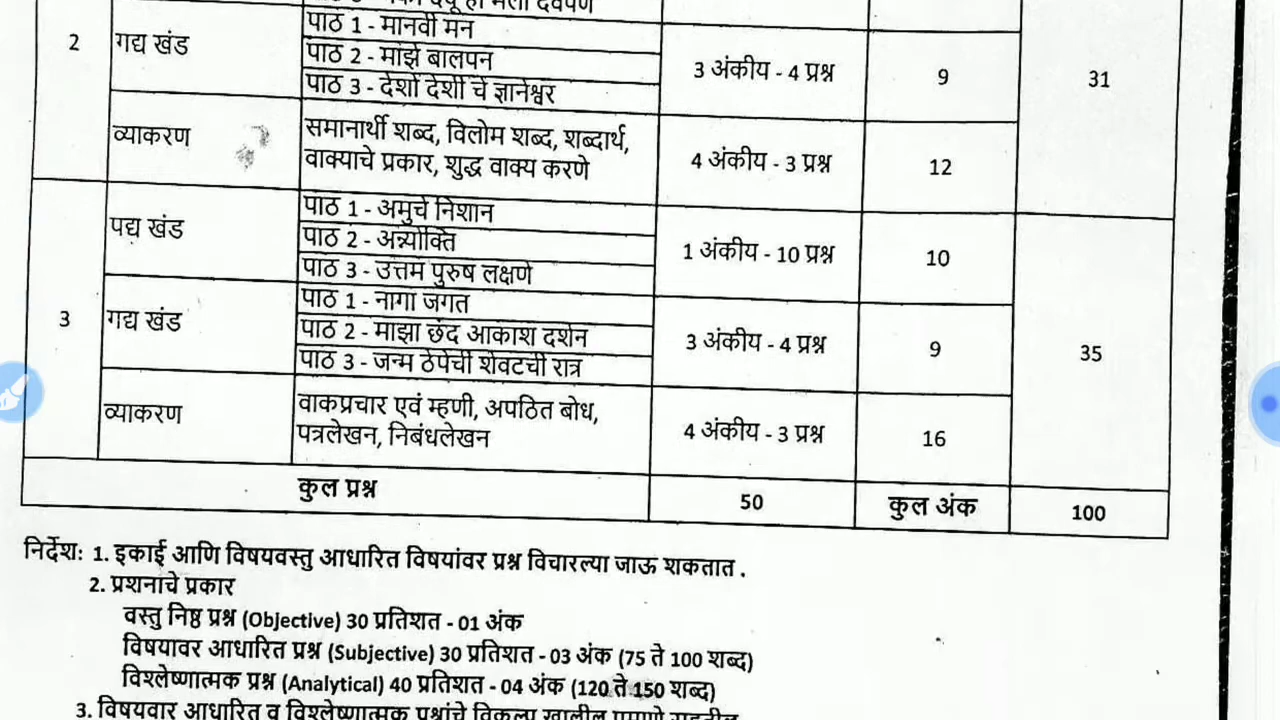 पाठ 1 - मानवी मन
2 गद्य खंड पाठ 2 - माझे बालपन 3 अंकीय - 4 प्रश्न 9 31
पाठ 3 - देशो देशी चे ज्ञानेश्वर
व्याकरण समानार्थी शब्द, विलोम शब्द, शब्दार्थ, 4 अंकीय - 3 प्रश्न 12
वाक्याचे प्रकार, शुद्ध वाक्य करणे
पाठ 1 - अमुचे निशान
पद्य खंड पाठ 2 - अन्योक्ति 1 अंकीय - 10 प्रश्न 10
पाठ 3 - उत्तम पुरुष लक्षणे
पाठ 1 - नागा जगत
3 गद्य खंड पाठ 2 - माझा छंद आकाश दर्शन 3 अंकीय - 4 प्रश्न 9 35
पाठ 3 - जन्म ठेपेची शेवटची रात्र
व्याकरण वाकप्रचार एवं म्हणी, अपठित बोध, 4 अंकीय - 3 प्रश्न 16
पत्रलेखन, निबंधलेखन
कुल प्रश्न 50 कुल अंक 100
निर्देशः 1. इकाई आणि विषयवस्तु आधारित विषयांवर प्रश्न विचारल्या जाऊ शकतात .
2. प्रशनांचे प्रकार
वस्तु निष्ठ प्रश्न (Objective) 30 प्रतिशत - 01 अंक
विषयावर आधारित प्रश्न (Subjective) 30 प्रतिशत - 03 अंक (75 ते 100 शब्द)
विश्लेष्णात्मक प्रश्न (Analytical) 40 प्रतिशत - 04 अंक (120 ते 150 शब्द)
3. विषयवार आधारित व विश्लेष्णात्मक प्रश्नांचे विकल्प खालील प्रमाणे